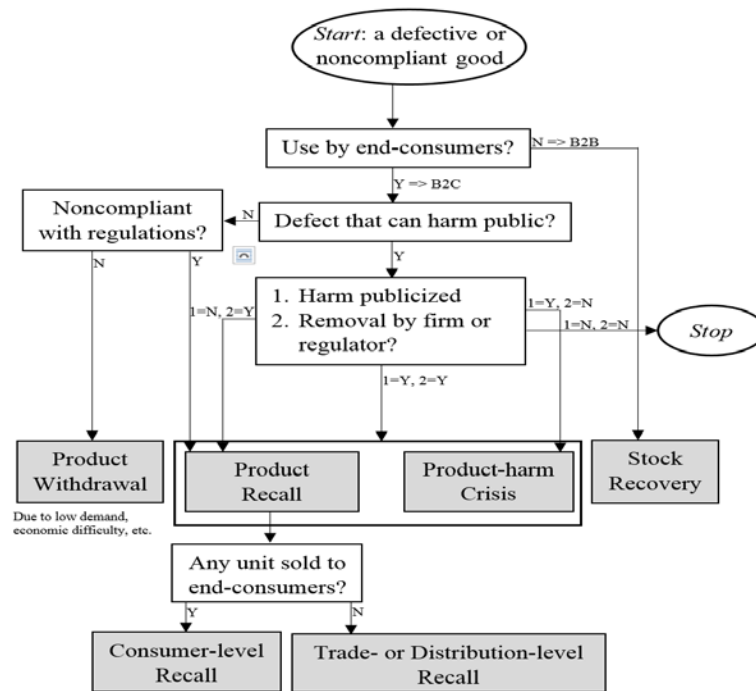 Start: a defective or
noncompliant good
Use by end-consumers?
N => B2B
Y => B2C
Noncompliant
with regulations?
N
Defect that can harm public?
N
Y
Y
1. Harm publicized
2. Removal by firm or
regulator?
1=N, 2=Y
1=Y, 2=N
1=N, 2=N
Stop
1=Y, 2=Y
Product
Withdrawal
Product
Recall
Product-harm
Crisis
Stock
Recovery
Due to low demand,
economic difficulty, etc.
Any unit sold to
end-consumers?
Y
N
Consumer-level
Recall
Trade- or Distribution-level
Recall